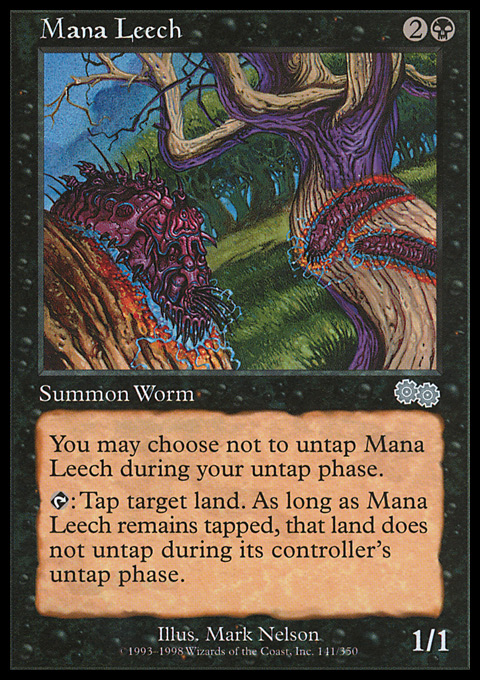 Mana Leech 2
Summon Worm
You may choose not to untap Mana
Leech during your untap phase.
: Tap target land. As long as Mana
Leech remains tapped, that land does
not untap during its controller's
untap phase.
Illus. Mark Nelson
©1993–1998 Wizards of the Coast, Inc. 141/350
1/1